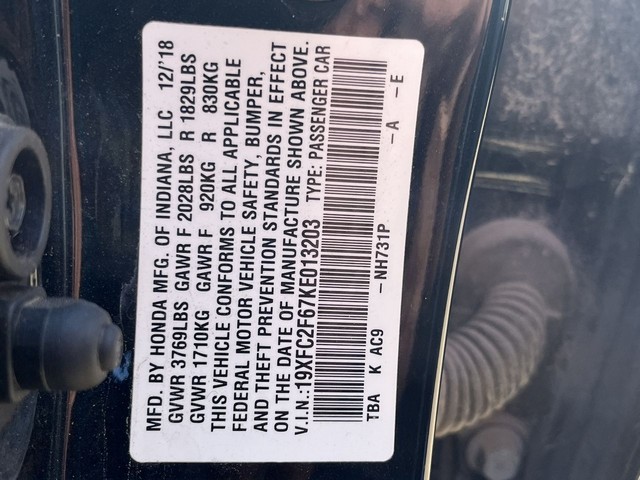 MFD. BY HONDA MFG. OF INDIANA, LLC 12/'18
GVWR 3769LBS GAWR F 2028LBS R 1829LBS
GVWR 1710KG GAWR F 920KG R 830KG
THIS VEHICLE CONFORMS TO ALL APPLICABLE
FEDERAL MOTOR VEHICLE SAFETY, BUMPER,
AND THEFT PREVENTION STANDARDS IN EFFECT
ON THE DATE OF MANUFACTURE SHOWN ABOVE.
V.I.N.:19XFC2F67KE013203 TYPE: PASSENGER CAR
TBA K AC9 -NH731P -A -E